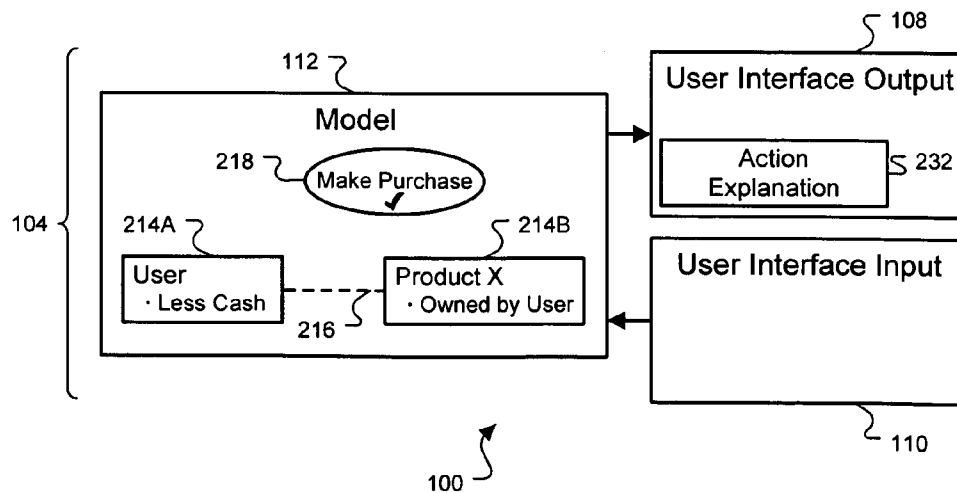 108
112
User Interface Output
Model
218
Make Purchase
Action
Explanation
232
104
214A
214B
User
· Less Cash
Product X
· Owned by User
216
User Interface Input
110
100